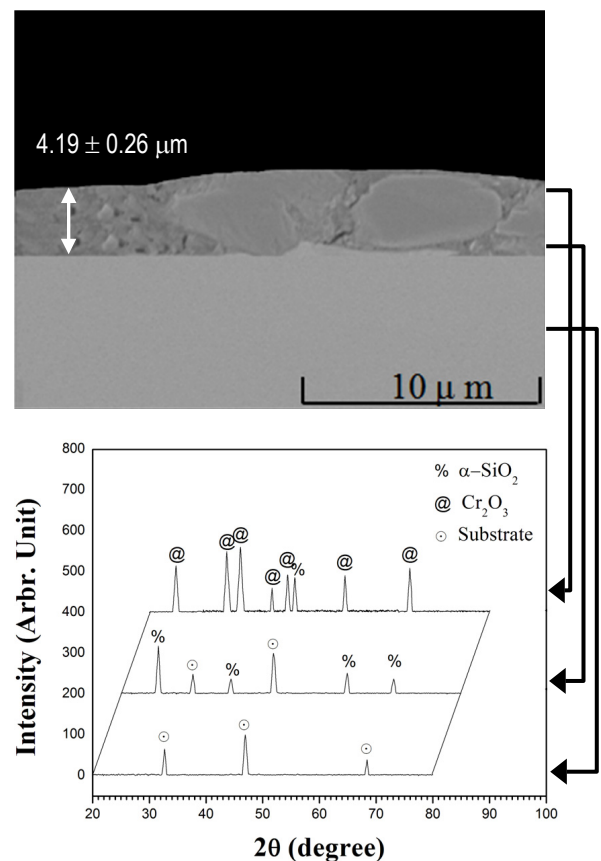 4.19 ± 0.26 μm
10 μ m
800
700
600
500
400
300
200
100
0
Intensity (Arbr. Unit)
% α–SiO₂
@ Cr₂O₃
⊙ Substrate
@ @ @ @ @ % @ @
% ⊙ % ⊙ % %
⊙ ⊙ ⊙
20 30 40 50 60 70 80 90 100
2θ (degree)